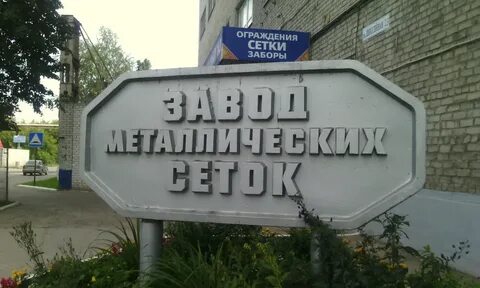 ОГРАЖДЕНИЯ
СЕТКИ
ЗАБОРЫ
ЗАВОД
МЕТАЛЛИЧЕСКИХ
СЕТОК